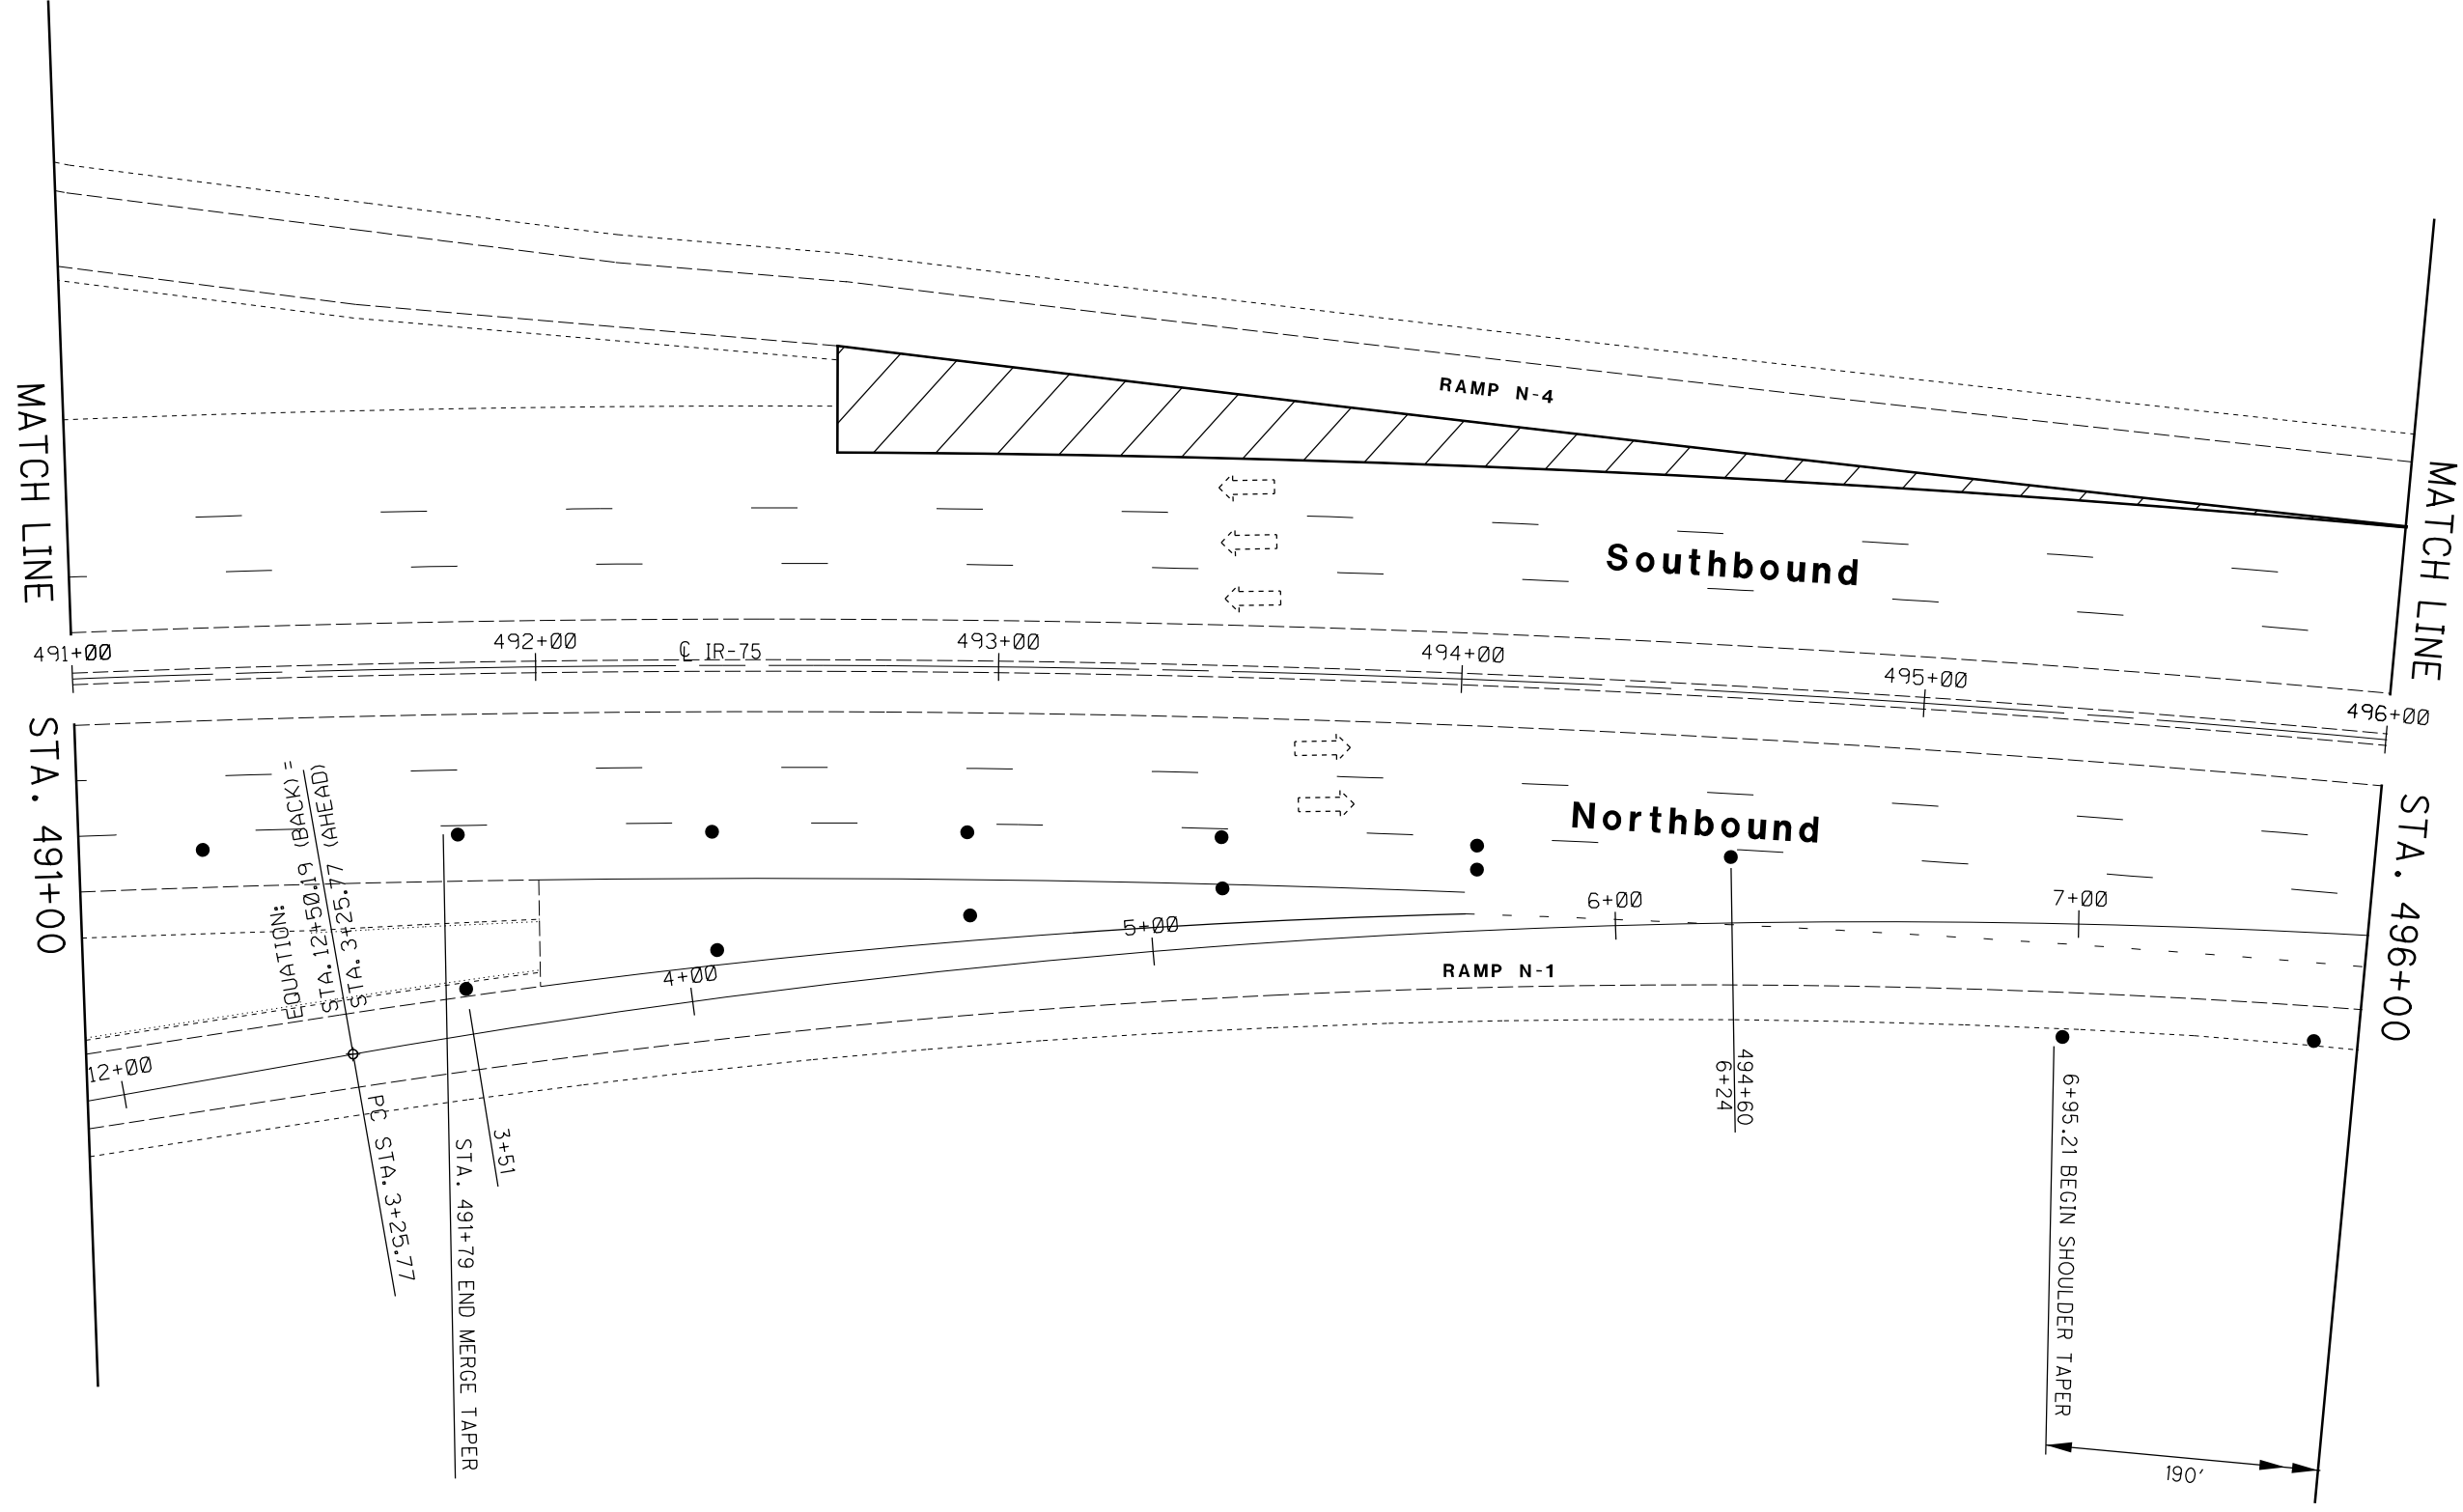 RAMP N-4
MATCH LINE
MATCH LINE
Southbound
491+00
492+00
℄ IR-75
493+00
494+00
495+00
496+00
STA. 491+00
STA. 496+00
Northbound
EQUATION:
STA. 12+50.19 (BACK) =
STA. 3+25.77 (AHEAD)
12+00
4+00
5+00
6+00
7+00
RAMP N-1
PC STA. 3+25.77
STA. 491+79 END MERGE TAPER
3+51
494+60
6+24
6+95.21 BEGIN SHOULDER TAPER
190'